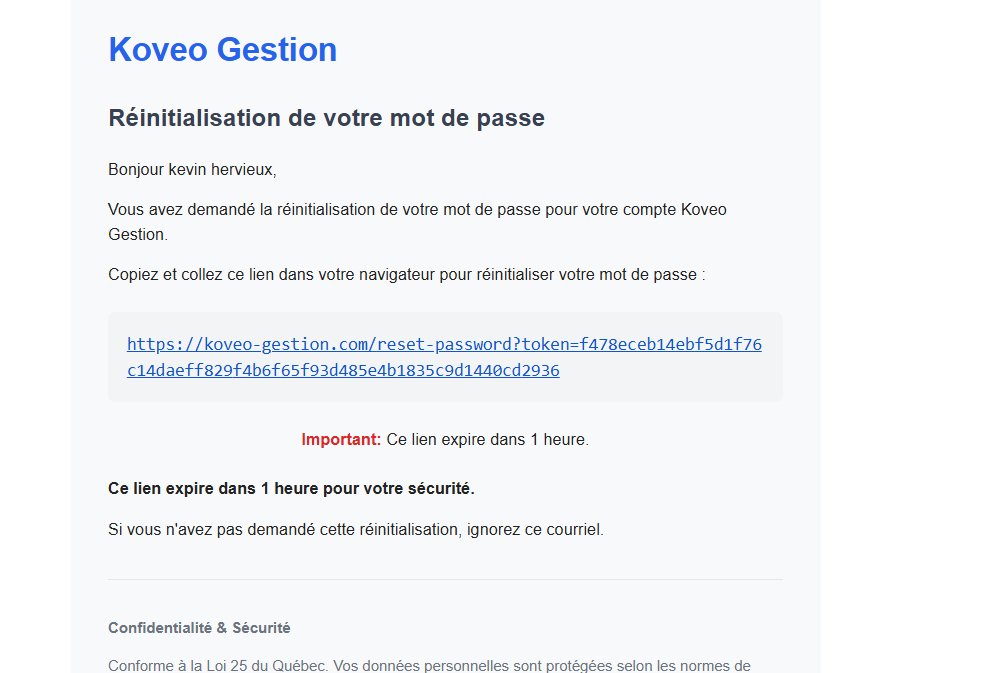 Koveo Gestion
Réinitialisation de votre mot de passe
Bonjour kevin hervieux,
Vous avez demandé la réinitialisation de votre mot de passe pour votre compte Koveo
Gestion.
Copiez et collez ce lien dans votre navigateur pour réinitialiser votre mot de passe :
https://koveo-gestion.com/reset-password?token=f478eceb14ebf5d1f76
c14daeff829f4b6f65f93d485e4b1835c9d1440cd2936
Important: Ce lien expire dans 1 heure.
Ce lien expire dans 1 heure pour votre sécurité.
Si vous n'avez pas demandé cette réinitialisation, ignorez ce courriel.
Confidentialité & Sécurité
Conforme à la Loi 25 du Québec. Vos données personnelles sont protégées selon les normes de